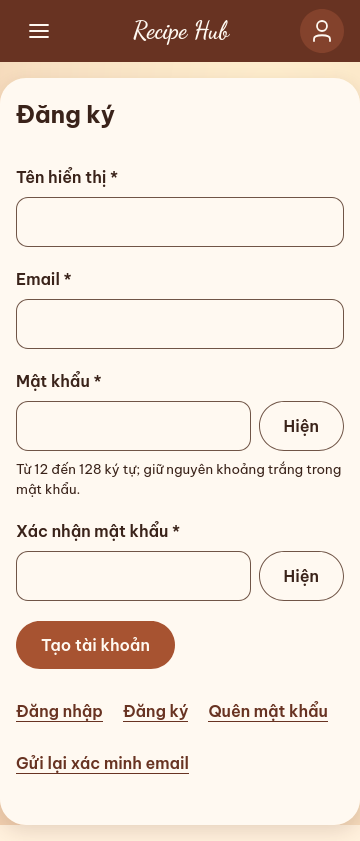 Recipe Hub
Đăng ký
Tên hiển thị *
Email *
Mật khẩu *
Hiện
Từ 12 đến 128 ký tự; giữ nguyên khoảng trắng trong
mật khẩu.
Xác nhận mật khẩu *
Hiện
Tạo tài khoản
Đăng nhập Đăng ký Quên mật khẩu
Gửi lại xác minh email